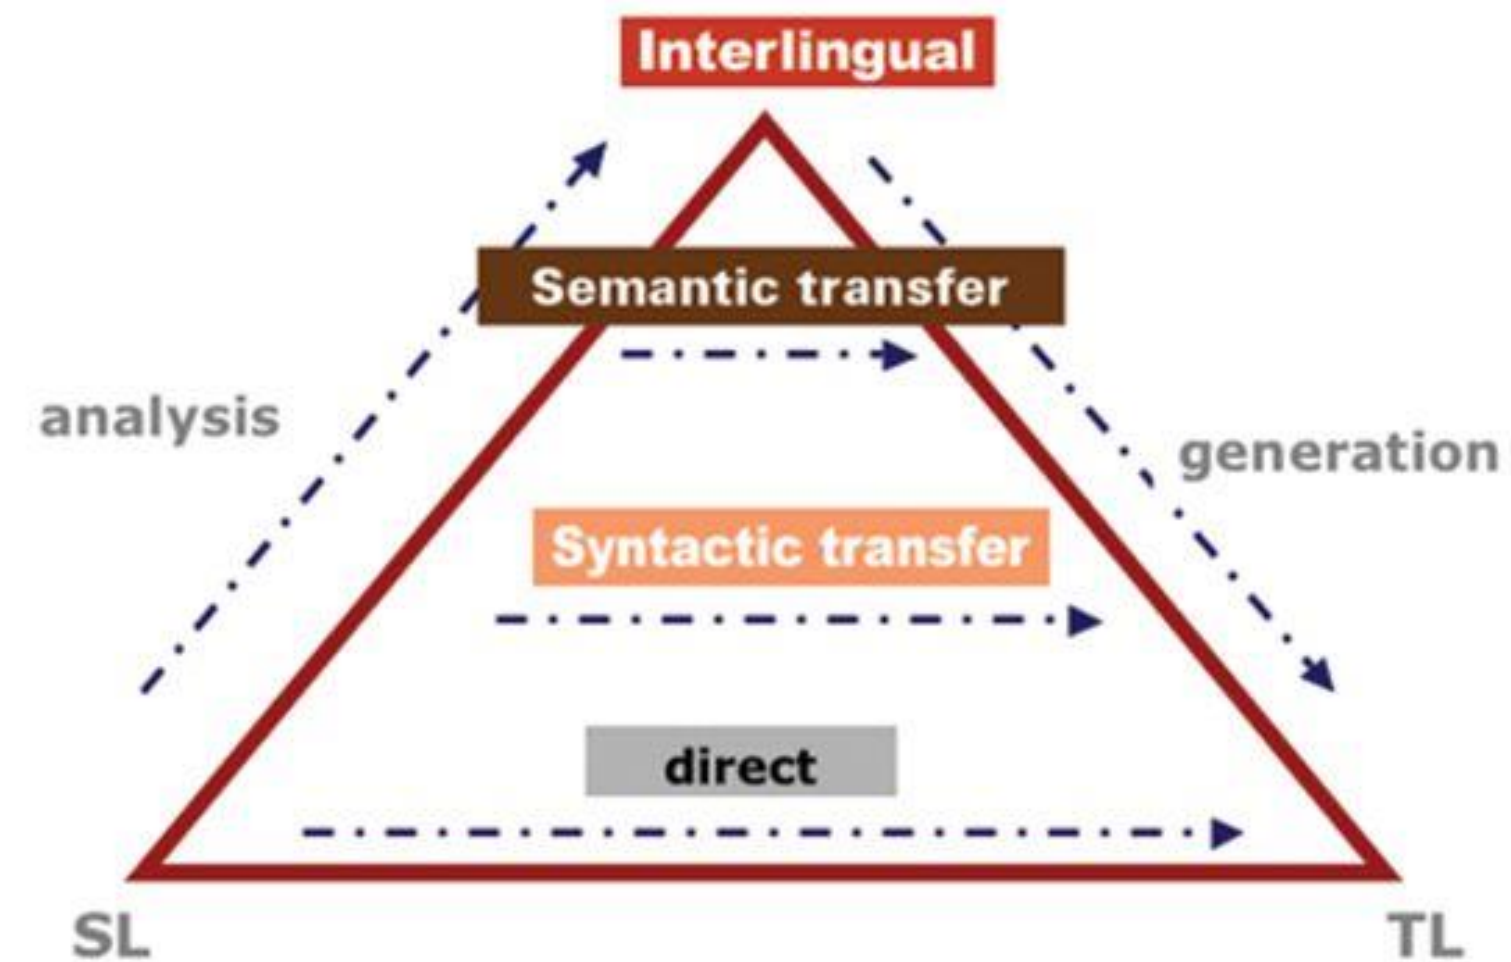 Interlingual
Semantic transfer
analysis
generation
Syntactic transfer
direct
SL
TL